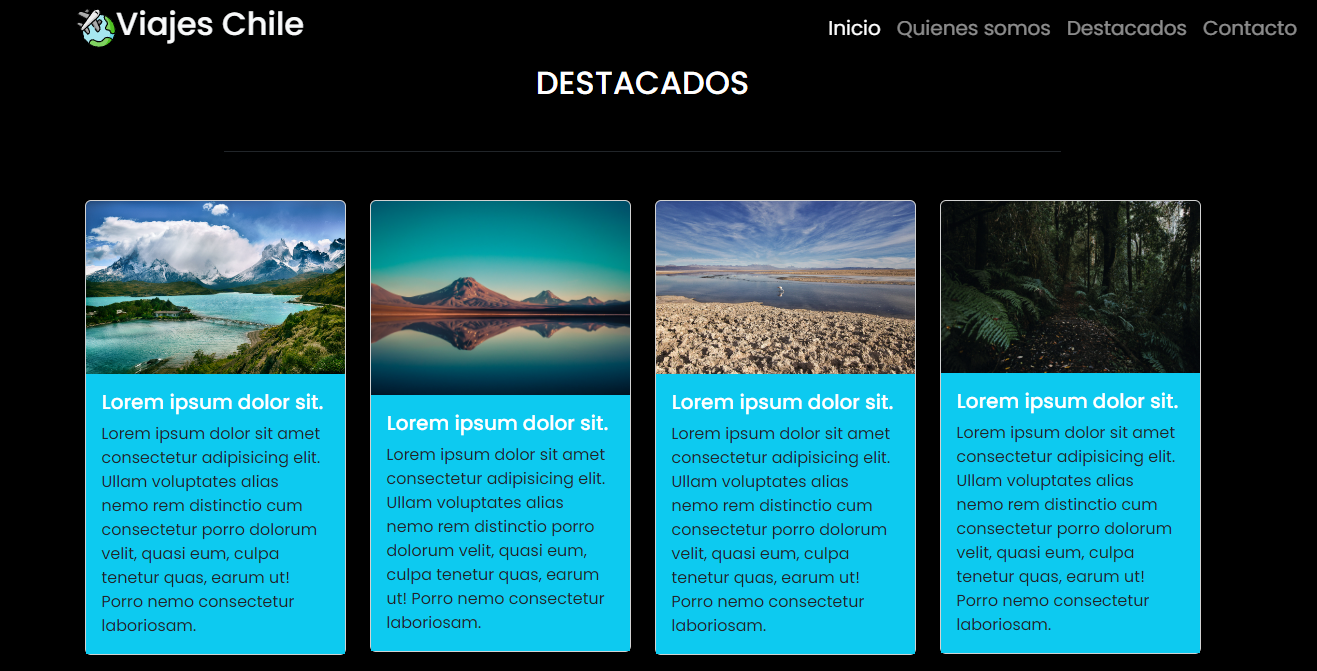 Viajes Chile
Inicio Quienes somos Destacados Contacto
DESTACADOS
Lorem ipsum dolor sit.
Lorem ipsum dolor sit amet
consectetur adipisicing elit.
Ullam voluptates alias
nemo rem distinctio cum
consectetur porro dolorum
velit, quasi eum, culpa
tenetur quas, earum ut!
Porro nemo consectetur
laboriosam.
Lorem ipsum dolor sit.
Lorem ipsum dolor sit amet
consectetur adipisicing elit.
Ullam voluptates alias
nemo rem distinctio porro
dolorum velit, quasi eum,
culpa tenetur quas, earum
ut! Porro nemo consectetur
laboriosam.
Lorem ipsum dolor sit.
Lorem ipsum dolor sit amet
consectetur adipisicing elit.
Ullam voluptates alias
nemo rem distinctio cum
consectetur porro dolorum
velit, quasi eum, culpa
tenetur quas, earum ut!
Porro nemo consectetur
laboriosam.
Lorem ipsum dolor sit.
Lorem ipsum dolor sit amet
consectetur adipisicing elit.
Ullam voluptates alias
nemo rem distinctio cum
consectetur porro dolorum
velit, quasi eum, culpa
tenetur quas, earum ut!
Porro nemo consectetur
laboriosam.